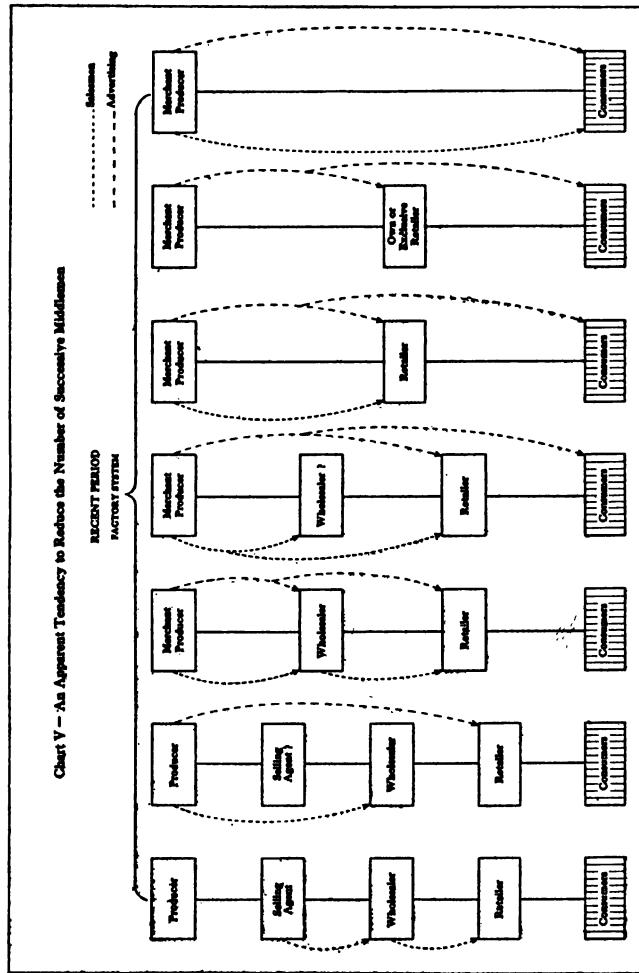 Chart V — An Apparent Tendency to Reduce the Number of Successive Middlemen
RECENT PERIOD
FACTORY SYSTEM
Salesmen
Advertising
Producer
Selling
Agent
Wholesaler
Retailer
Consumers
Producer
Selling
Agent ?
Wholesaler
Retailer
Consumers
Merchant
Producer
Wholesaler
Retailer
Consumers
Merchant
Producer
Wholesaler ?
Retailer
Consumers
Merchant
Producer
Retailer
Consumers
Merchant
Producer
Own or
Exclusive
Retailer
Consumers
Merchant
Producer
Consumers